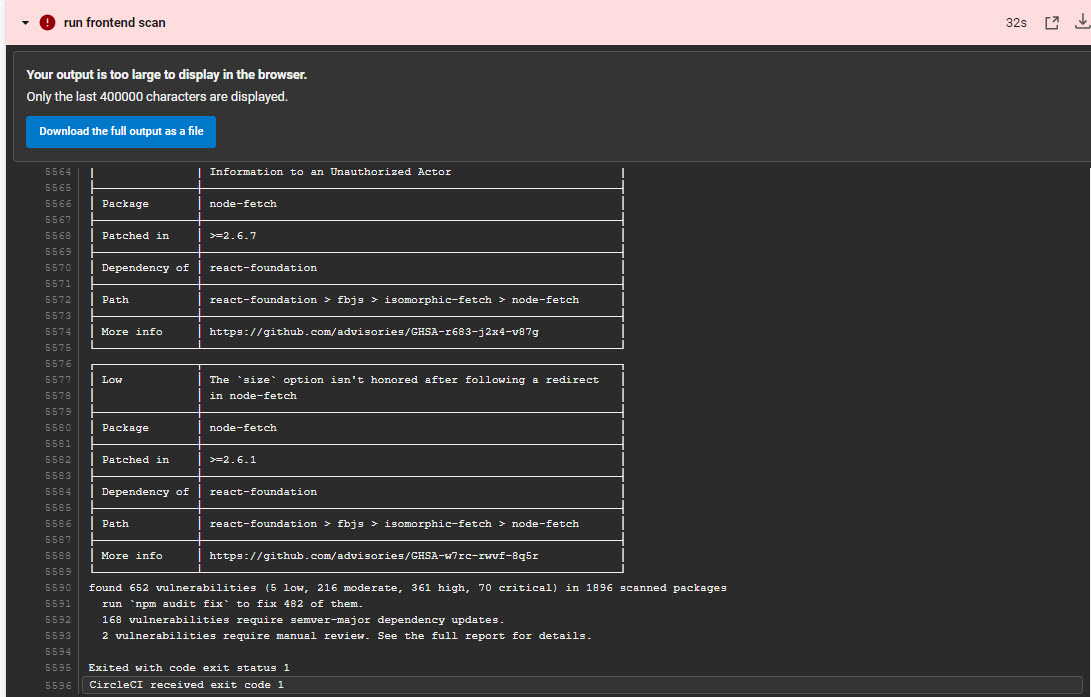 run frontend scan
32s
Your output is too large to display in the browser.
Only the last 400000 characters are displayed.
Download the full output as a file
5564 Information to an Unauthorized Actor
5565
5566 Package node-fetch
5567
5568 Patched in >=2.6.7
5569
5570 Dependency of react-foundation
5571
5572 Path react-foundation > fbjs > isomorphic-fetch > node-fetch
5573
5574 More info https://github.com/advisories/GHSA-r683-j2x4-v87g
5575
5576
5577 Low The `size` option isn't honored after following a redirect
5578 in node-fetch
5579
5580 Package node-fetch
5581
5582 Patched in >=2.6.1
5583
5584 Dependency of react-foundation
5585
5586 Path react-foundation > fbjs > isomorphic-fetch > node-fetch
5587
5588 More info https://github.com/advisories/GHSA-w7rc-rwvf-8q5r
5589
5590 found 652 vulnerabilities (5 low, 216 moderate, 361 high, 70 critical) in 1896 scanned packages
5591 run `npm audit fix` to fix 482 of them.
5592 168 vulnerabilities require semver-major dependency updates.
5593 2 vulnerabilities require manual review. See the full report for details.
5594
5595 Exited with code exit status 1
5596 CircleCI received exit code 1